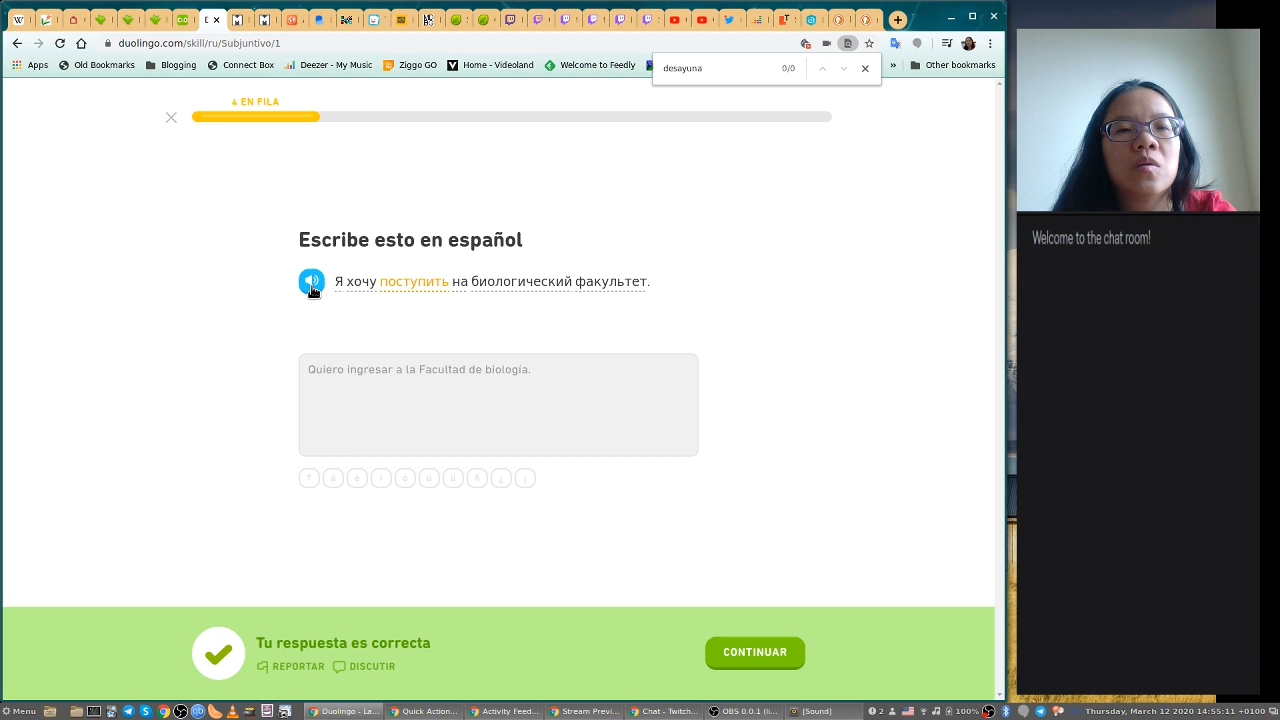 duolingo.com/skill/ru/Subjuntivo/1
desayuna
0/0
Apps
Old Bookmarks
Blogging
Connect Box
Deezer - My Music
Ziggo GO
Home - Videoland
Welcome to Feedly
»
Other bookmarks
4 EN FILA
Escribe esto en español
Я хочу поступить на биологический факультет.
Quiero ingresar a la Facultad de biología.
↑ á é í ó ú ü ñ ¿ ¡
Tu respuesta es correcta
REPORTAR
DISCUTIR
CONTINUAR
Welcome to the chat room!
Menu
Duolingo - La...
Quick Action...
Activity Feed...
Stream Previ...
Chat - Twitch...
OBS 0.0.1 (li...
(Sound)
2
100%
Thursday, March 12 2020 14:55:11 +0100